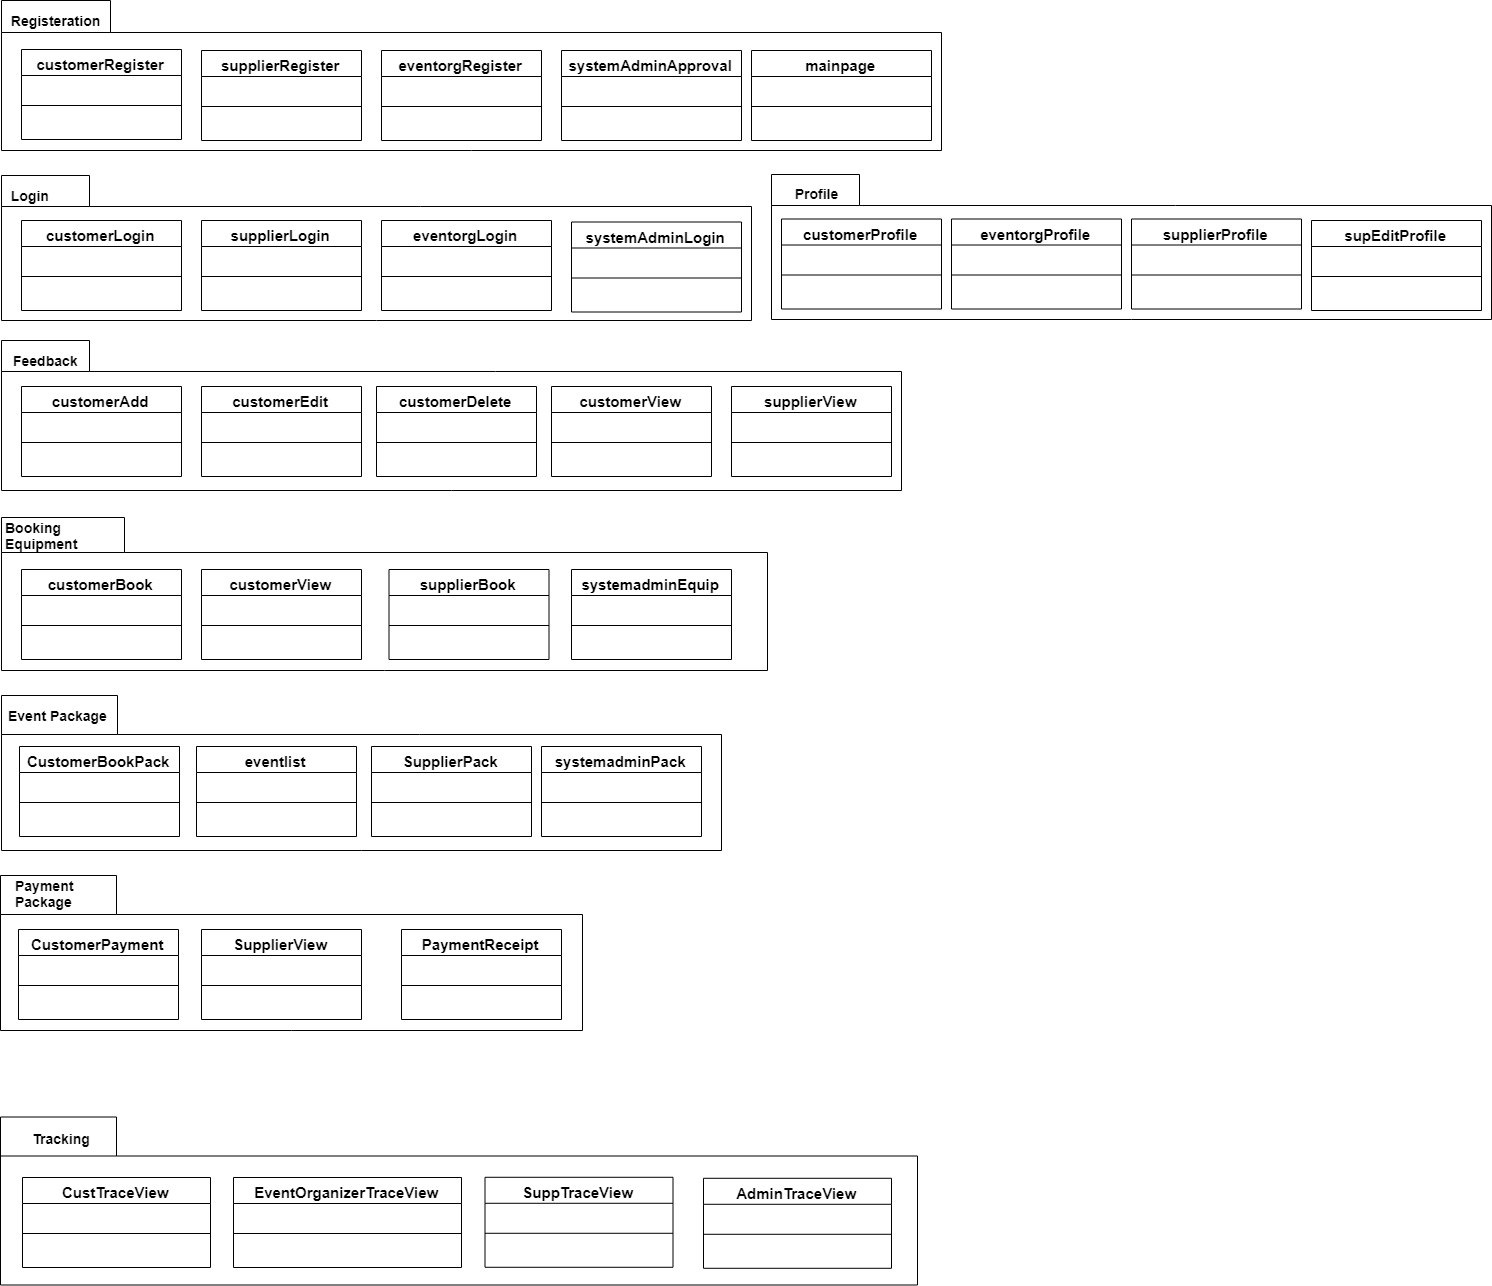 Registeration
customerRegister
supplierRegister
eventorgRegister
systemAdminApproval
mainpage
Login
customerLogin
supplierLogin
eventorgLogin
systemAdminLogin
Profile
customerProfile
eventorgProfile
supplierProfile
supEditProfile
Feedback
customerAdd
customerEdit
customerDelete
customerView
supplierView
Booking
Equipment
customerBook
customerView
supplierBook
systemadminEquip
Event Package
CustomerBookPack
eventlist
SupplierPack
systemadminPack
Payment
Package
CustomerPayment
SupplierView
PaymentReceipt
Tracking
CustTraceView
EventOrganizerTraceView
SuppTraceView
AdminTraceView